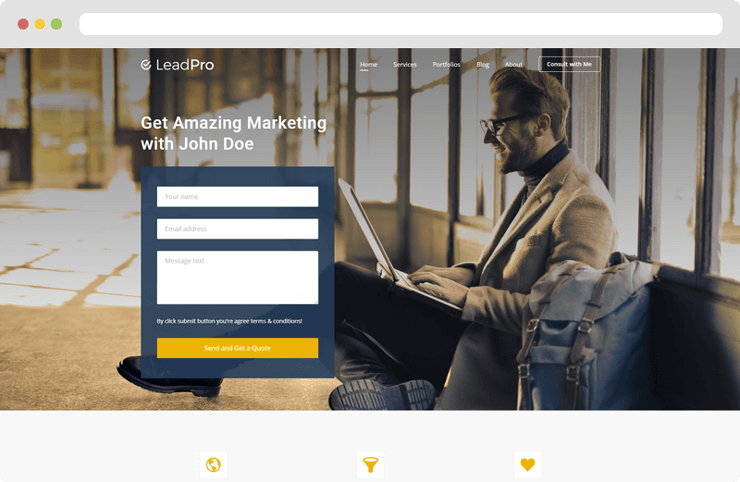 LeadPro
Home Services Portfolios Blog About Consult with Me
Get Amazing Marketing
with John Doe
Your name
Email address
Message text
By click submit button you're agree terms & conditions!
Send and Get a Quote